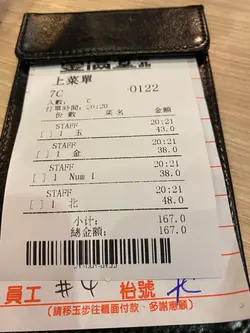 上菜單
7C 0122
人數: C
打單時間: 20:20
份數 菜名 金額
STAFF 20:21
[ ] 1 五 43.0
STAFF 20:21
[ ] 1 金 38.0
STAFF 20:21
[ ] 1 Num 1 38.0
STAFF 20:21
[ ] 1 北 48.0
小计: 167.0
總金額: 167.0
員工 #4 枱號
(請移玉步往櫃面付款,多謝惠顧)